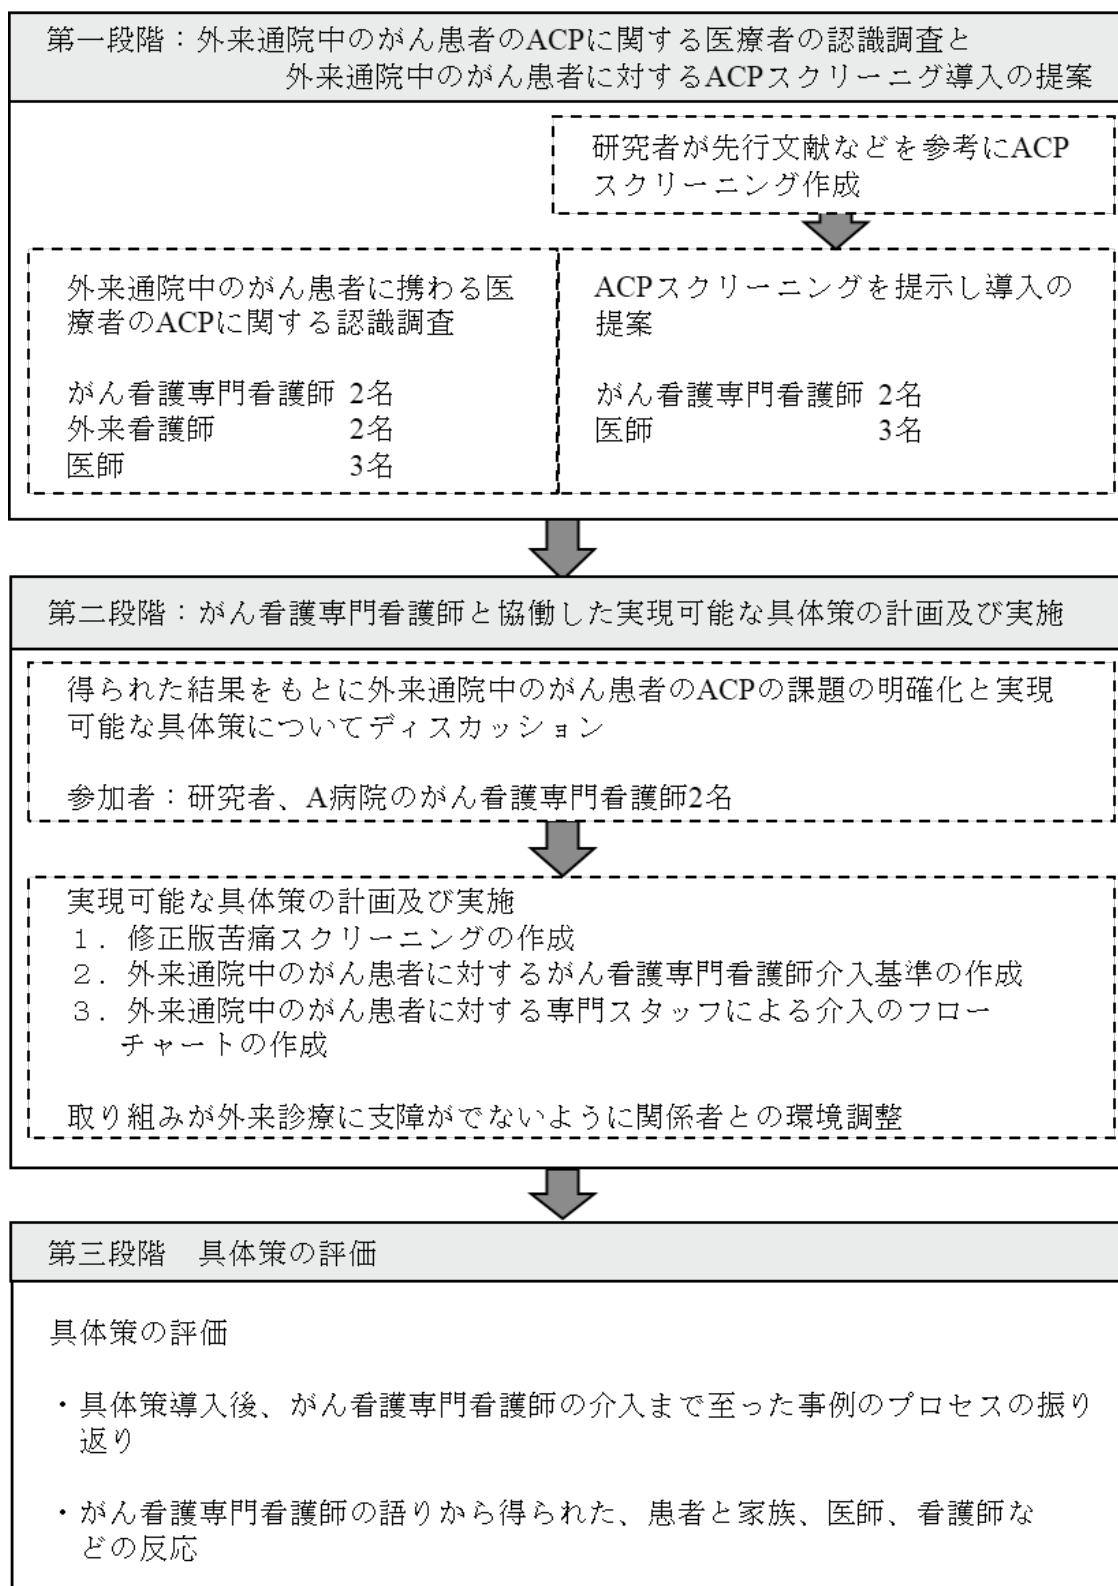 第一段階：外来通院中のがん患者のACPに関する医療者の認識調査と
外来通院中のがん患者に対するACPスクリーニグ導入の提案
研究者が先行文献などを参考にACP
スクリーニング作成
外来通院中のがん患者に携わる医
療者のACPに関する認識調査
がん看護専門看護師 2名
外来看護師 2名
医師 3名
ACPスクリーニングを提示し導入の
提案
がん看護専門看護師 2名
医師 3名
第二段階：がん看護専門看護師と協働した実現可能な具体策の計画及び実施
得られた結果をもとに外来通院中のがん患者のACPの課題の明確化と実現
可能な具体策についてディスカッション
参加者：研究者、A病院のがん看護専門看護師2名
実現可能な具体策の計画及び実施
１．修正版苦痛スクリーニングの作成
２．外来通院中のがん患者に対するがん看護専門看護師介入基準の作成
３．外来通院中のがん患者に対する専門スタッフによる介入のフロー
チャートの作成
取り組みが外来診療に支障がでないように関係者との環境調整
第三段階　具体策の評価
具体策の評価
・具体策導入後、がん看護専門看護師の介入まで至った事例のプロセスの振り
返り
・がん看護専門看護師の語りから得られた、患者と家族、医師、看護師な
どの反応